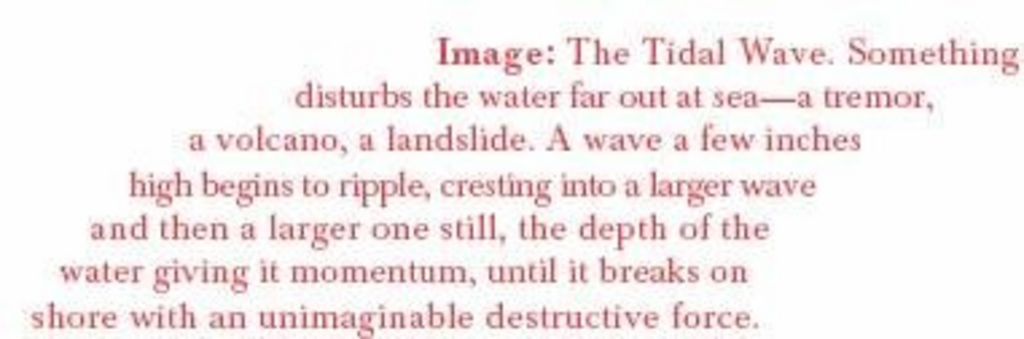 Image: The Tidal Wave. Something
disturbs the water far out at sea—a tremor,
a volcano, a landslide. A wave a few inches
high begins to ripple, cresting into a larger wave
and then a larger one still, the depth of the
water giving it momentum, until it breaks on
shore with an unimaginable destructive force.